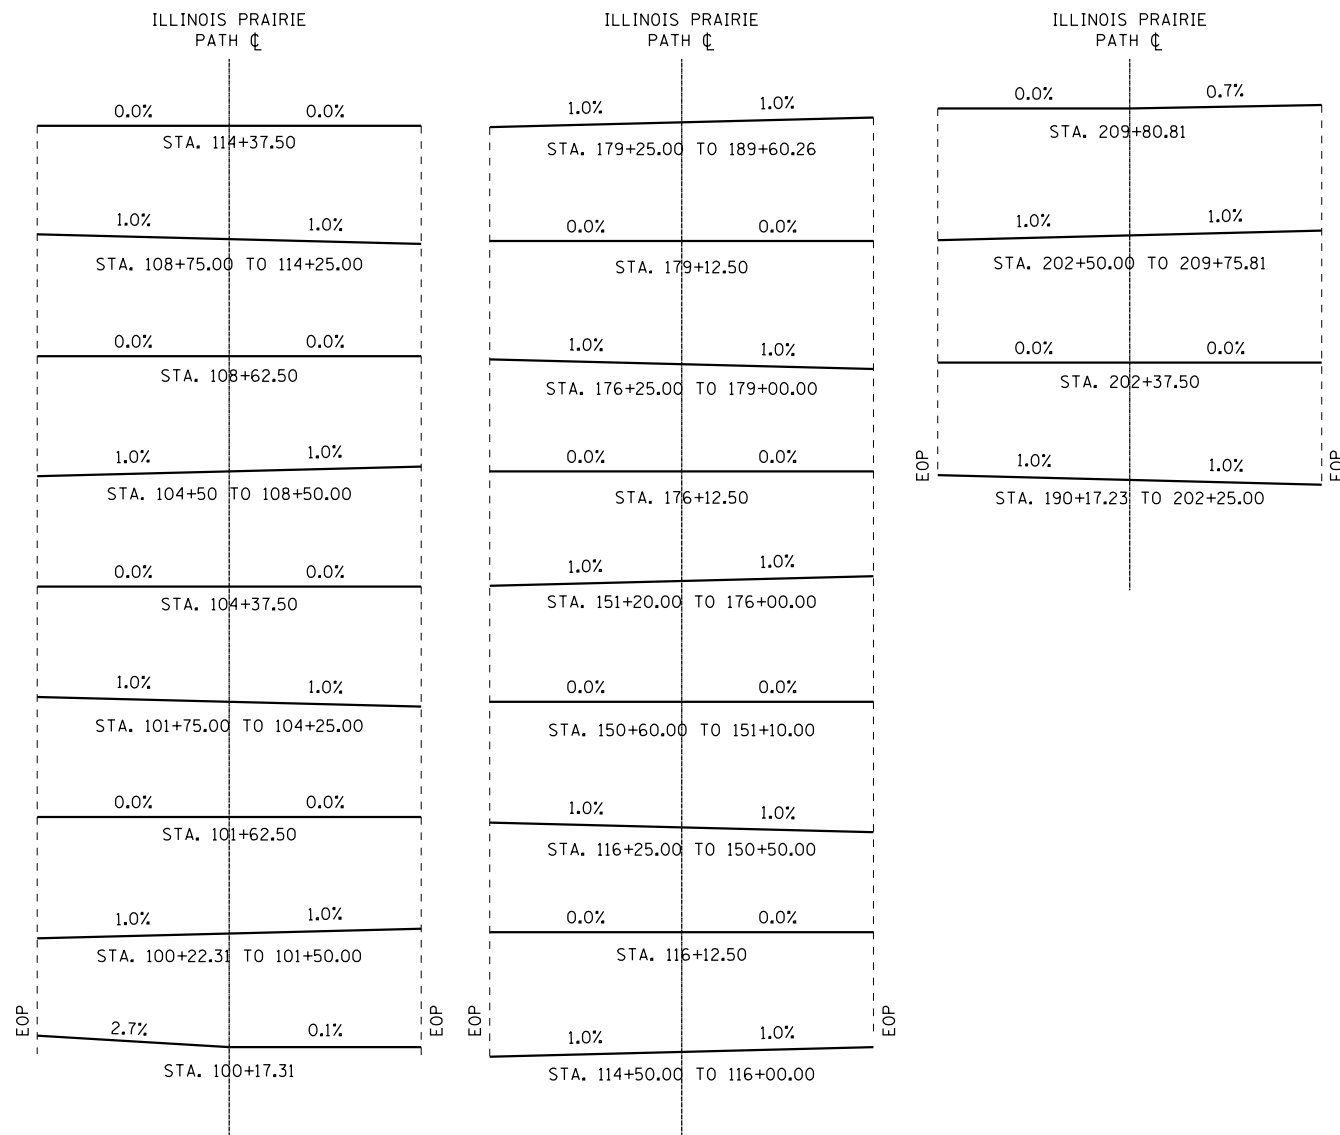 ILLINOIS PRAIRIE
PATH ℄
0.0% 0.0%
STA. 114+37.50
1.0% 1.0%
STA. 108+75.00 TO 114+25.00
0.0% 0.0%
STA. 108+62.50
1.0% 1.0%
STA. 104+50 TO 108+50.00
0.0% 0.0%
STA. 104+37.50
1.0% 1.0%
STA. 101+75.00 TO 104+25.00
0.0% 0.0%
STA. 101+62.50
1.0% 1.0%
STA. 100+22.31 TO 101+50.00
EOP EOP
2.7% 0.1%
STA. 100+17.31
ILLINOIS PRAIRIE
PATH ℄
1.0% 1.0%
STA. 179+25.00 TO 189+60.26
0.0% 0.0%
STA. 179+12.50
1.0% 1.0%
STA. 176+25.00 TO 179+00.00
0.0% 0.0%
STA. 176+12.50
1.0% 1.0%
STA. 151+20.00 TO 176+00.00
0.0% 0.0%
STA. 150+60.00 TO 151+10.00
1.0% 1.0%
STA. 116+25.00 TO 150+50.00
0.0% 0.0%
STA. 116+12.50
EOP EOP
1.0% 1.0%
STA. 114+50.00 TO 116+00.00
ILLINOIS PRAIRIE
PATH ℄
0.0% 0.7%
STA. 209+80.81
1.0% 1.0%
STA. 202+50.00 TO 209+75.81
0.0% 0.0%
STA. 202+37.50
EOP EOP
1.0% 1.0%
STA. 190+17.23 TO 202+25.00